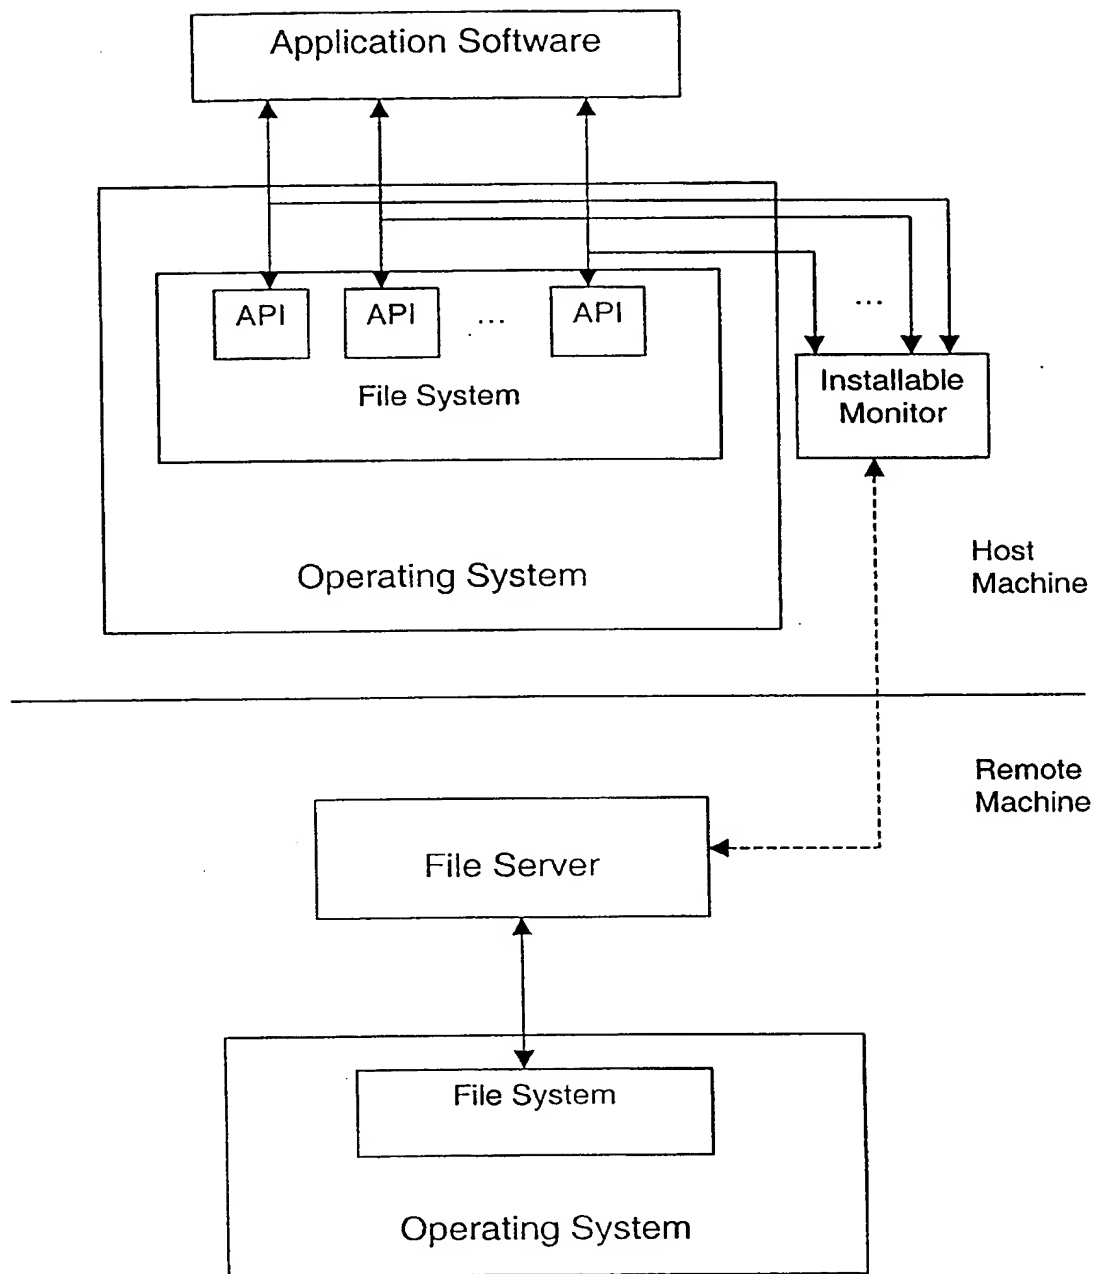 Application Software
API API ... API
...
File System
Installable
Monitor
Operating System
Host
Machine
Remote
Machine
File Server
File System
Operating System